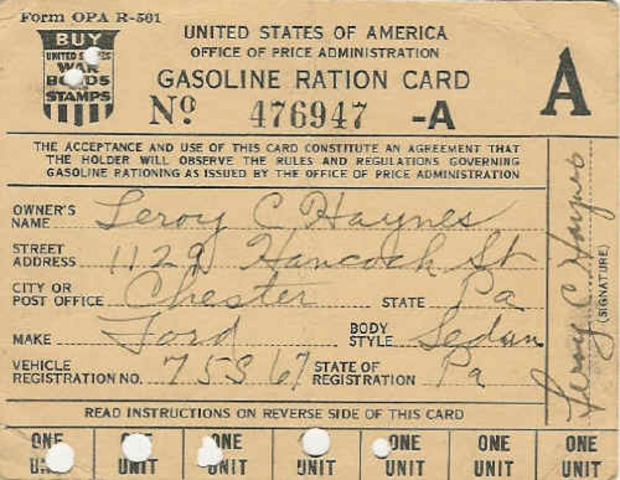 Form OPA R-561
BUY
UNITED STATES
WAR
BONDS
STAMPS
UNITED STATES OF AMERICA
OFFICE OF PRICE ADMINISTRATION
GASOLINE RATION CARD
Nº 476947 -A
A
THE ACCEPTANCE AND USE OF THIS CARD CONSTITUTE AN AGREEMENT THAT
THE HOLDER WILL OBSERVE THE RULES AND REGULATIONS GOVERNING
GASOLINE RATIONING AS ISSUED BY THE OFFICE OF PRICE ADMINISTRATION
OWNER'S NAME Leroy C Haynes
STREET ADDRESS 1129 Hancock St
CITY OR POST OFFICE Chester STATE Pa
MAKE Ford BODY STYLE Sedan
VEHICLE REGISTRATION NO. 75S67 STATE OF REGISTRATION Pa
Leroy C Haynes
(SIGNATURE)
READ INSTRUCTIONS ON REVERSE SIDE OF THIS CARD
ONE ONE ONE ONE ONE ONE ONE
UNIT UNIT UNIT UNIT UNIT UNIT UNIT